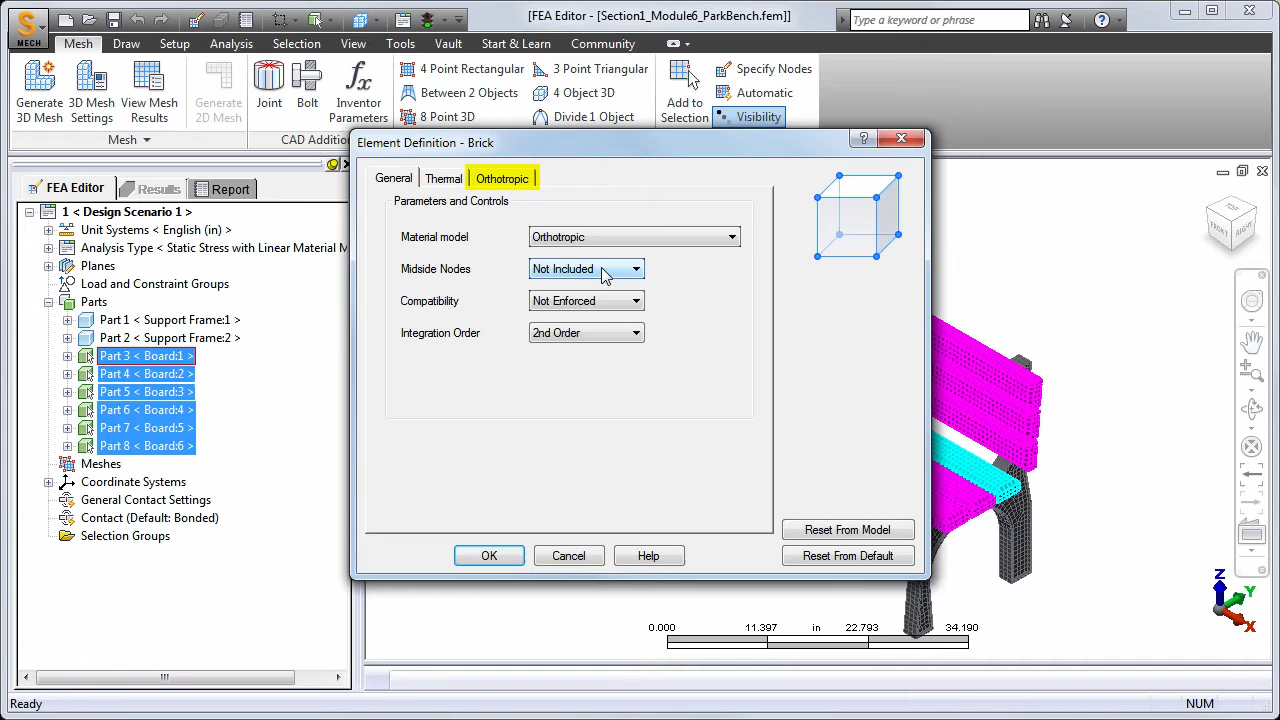 [FEA Editor - [Section1_Module6_ParkBench.fem]]
Type a keyword or phrase
MECH
Mesh Draw Setup Analysis Selection View Tools Vault Start & Learn Community
Generate 3D Mesh
3D Mesh Settings
View Mesh Results
Generate 2D Mesh
Mesh
Joint
Bolt
fx
Inventor Parameters
CAD Addition
4 Point Rectangular
Between 2 Objects
8 Point 3D
3 Point Triangular
4 Object 3D
Divide 1 Object
Add to Selection
Specify Nodes
Automatic
Visibility
FEA Editor Results Report
1 < Design Scenario 1 >
Unit Systems < English (in) >
Analysis Type < Static Stress with Linear Material M
Planes
Load and Constraint Groups
Parts
Part 1 < Support Frame:1 >
Part 2 < Support Frame:2 >
Part 3 < Board:1 >
Part 4 < Board:2 >
Part 5 < Board:3 >
Part 6 < Board:4 >
Part 7 < Board:5 >
Part 8 < Board:6 >
Meshes
Coordinate Systems
General Contact Settings
Contact (Default: Bonded)
Selection Groups
Element Definition - Brick
General Thermal Orthotropic
Parameters and Controls
Material model Orthotropic
Midside Nodes Not Included
Compatibility Not Enforced
Integration Order 2nd Order
Reset From Model
OK Cancel Help Reset From Default
0.000 11.397 in 22.793 34.190
Z
Y
X
Ready
NUM